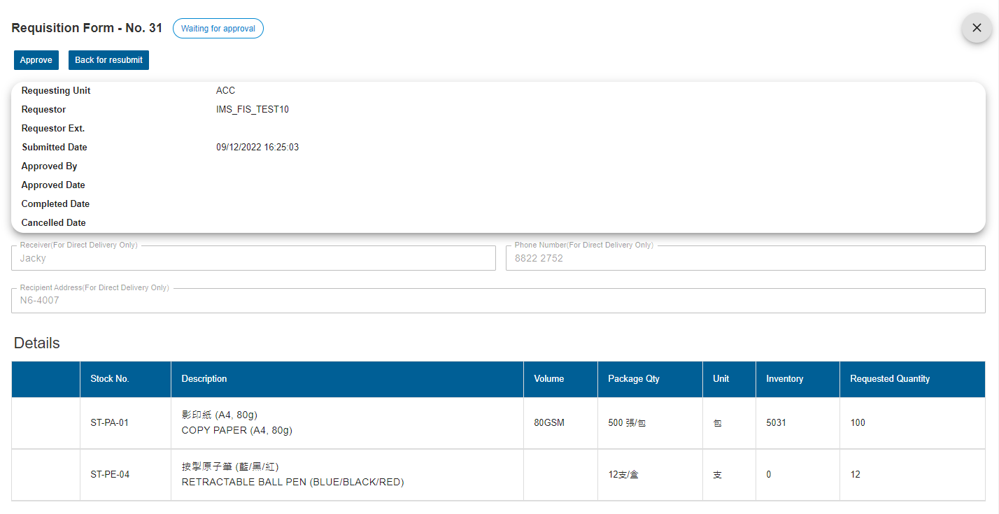 Requisition Form - No. 31 Waiting for approval
Approve Back for resubmit
Requesting Unit ACC
Requestor IMS_FIS_TEST10
Requestor Ext.
Submitted Date 09/12/2022 16:25:03
Approved By
Approved Date
Completed Date
Cancelled Date
Receiver(For Direct Delivery Only) Phone Number(For Direct Delivery Only)
Jacky 8822 2752
Recipient Address(For Direct Delivery Only)
N6-4007
Details
Stock No. Description Volume Package Qty Unit Inventory Requested Quantity
影印紙 (A4, 80g)
ST-PA-01 COPY PAPER (A4, 80g) 80GSM 500 張/包 包 5031 100
按掣原子筆 (藍/黑/紅)
ST-PE-04 RETRACTABLE BALL PEN (BLUE/BLACK/RED) 12支/盒 支 0 12